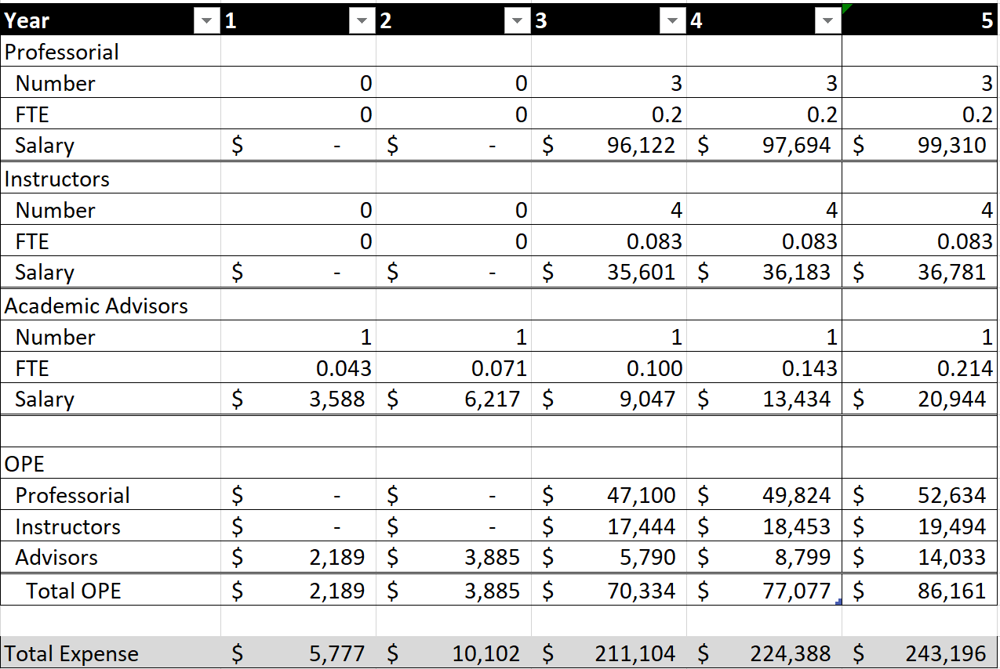 Year 1 2 3 4 5
Professorial
Number 0 0 3 3 3
FTE 0 0 0.2 0.2 0.2
Salary $ - $ - $ 96,122 $ 97,694 $ 99,310
Instructors
Number 0 0 4 4 4
FTE 0 0 0.083 0.083 0.083
Salary $ - $ - $ 35,601 $ 36,183 $ 36,781
Academic Advisors
Number 1 1 1 1 1
FTE 0.043 0.071 0.100 0.143 0.214
Salary $ 3,588 $ 6,217 $ 9,047 $ 13,434 $ 20,944
OPE
Professorial $ - $ - $ 47,100 $ 49,824 $ 52,634
Instructors $ - $ - $ 17,444 $ 18,453 $ 19,494
Advisors $ 2,189 $ 3,885 $ 5,790 $ 8,799 $ 14,033
Total OPE $ 2,189 $ 3,885 $ 70,334 $ 77,077 $ 86,161
Total Expense $ 5,777 $ 10,102 $ 211,104 $ 224,388 $ 243,196